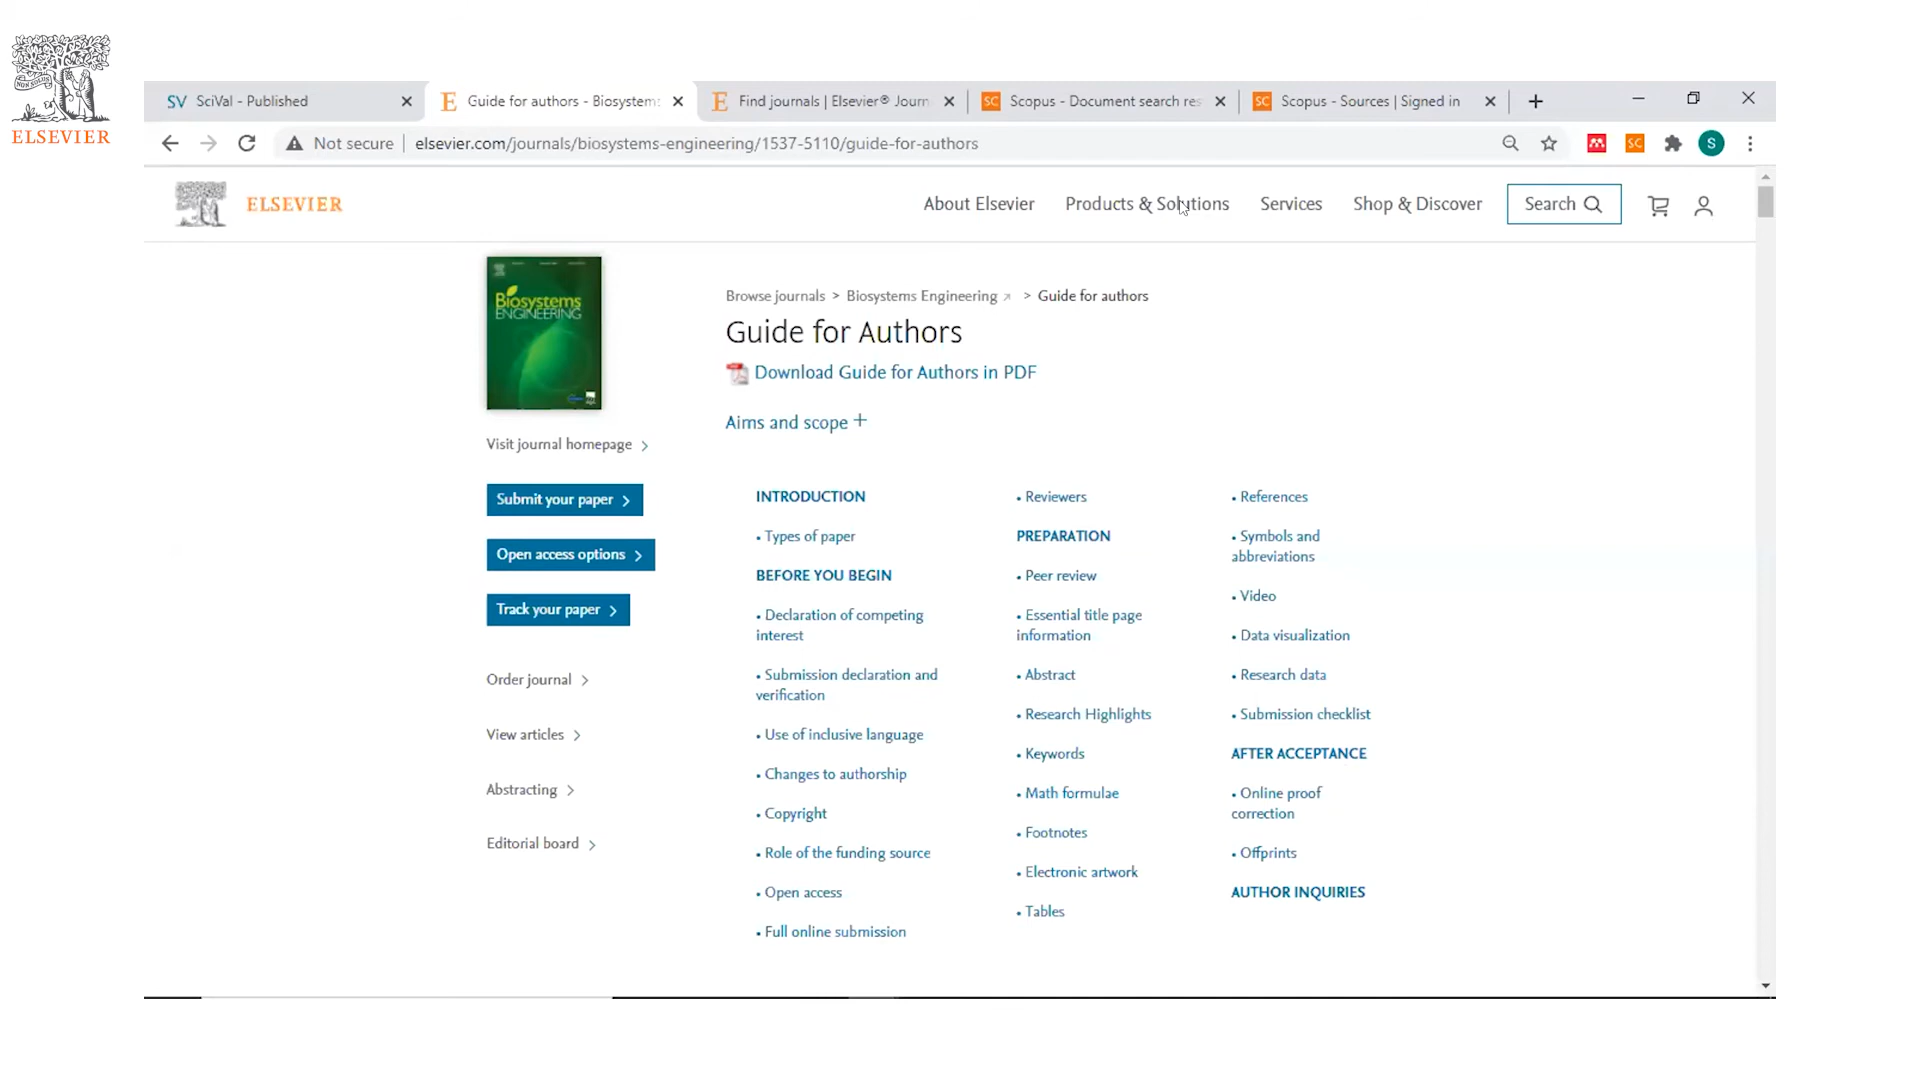 ELSEVIER
SciVal - Published
Guide for authors - Biosystem
Find journals | Elsevier® Journ
Scopus - Document search res
Scopus - Sources | Signed in
Not secure
elsevier.com/journals/biosystems-engineering/1537-5110/guide-for-authors
SC
S
ELSEVIER
About Elsevier
Products & Solutions
Services
Shop & Discover
Search
Biosystems
ENGINEERING
Browse journals > Biosystems Engineering > Guide for authors
Guide for Authors
Download Guide for Authors in PDF
Aims and scope +
Visit journal homepage
Submit your paper
Open access options
Track your paper
Order journal
View articles
Abstracting
Editorial board
INTRODUCTION
• Types of paper
BEFORE YOU BEGIN
• Declaration of competing
interest
• Submission declaration and
verification
• Use of inclusive language
• Changes to authorship
• Copyright
• Role of the funding source
• Open access
• Full online submission
• Reviewers
PREPARATION
• Peer review
• Essential title page
information
• Abstract
• Research Highlights
• Keywords
• Math formulae
• Footnotes
• Electronic artwork
• Tables
• References
• Symbols and
abbreviations
• Video
• Data visualization
• Research data
• Submission checklist
AFTER ACCEPTANCE
• Online proof
correction
• Offprints
AUTHOR INQUIRIES